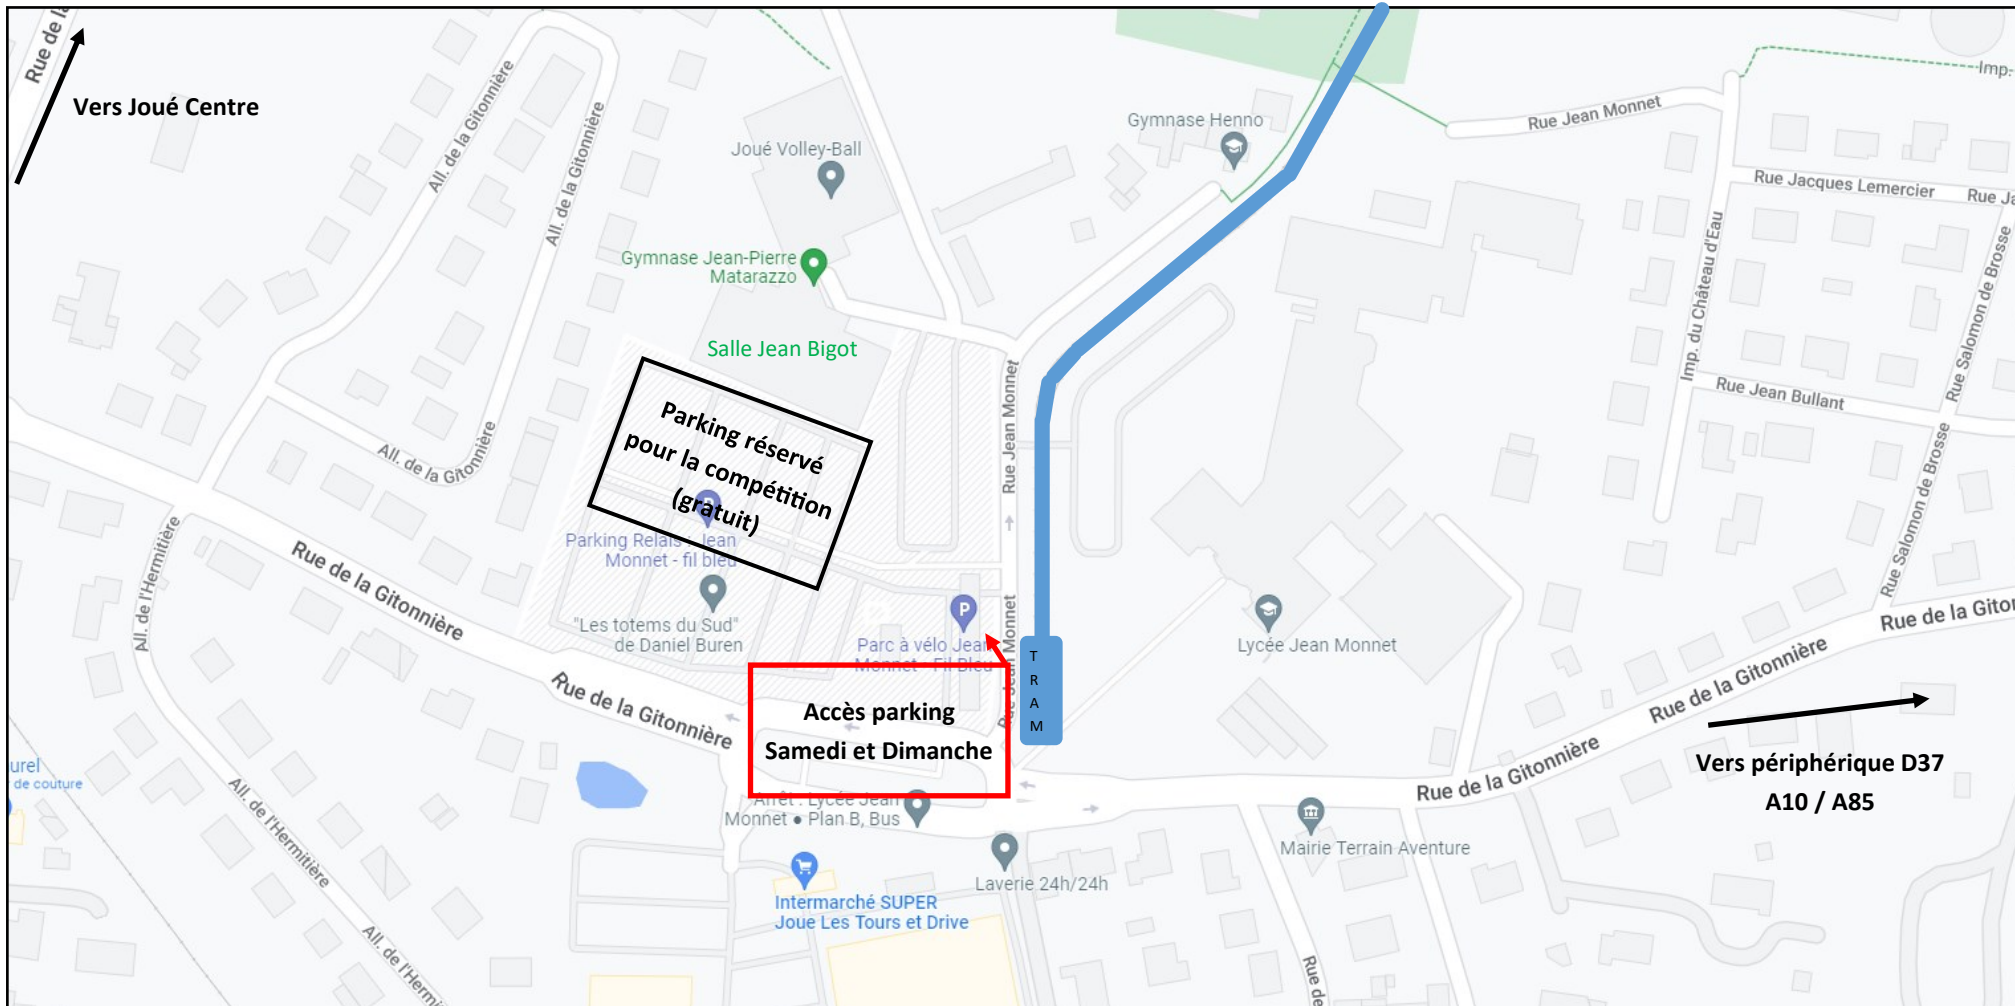 Rue de la
Vers Joué Centre
All. de la Gitonnière
All. de la Gitonnière
Joué Volley-Ball
Gymnase Henno
Rue Jean Monnet
Imp.
Rue Jacques Lemercier
Rue Ja
Gymnase Jean-Pierre
Matarazzo
Imp. du Château d'Eau
Rue Salomon de Brosse
Salle Jean Bigot
Rue Jean Bullant
Parking réservé
pour la compétition
(gratuit)
Rue Jean Monnet
All. de la Gitonnière
P
Parking Relais : Jean
Monnet - fil bleu
Rue Salomon de Brosse
All. de l'Hermitière
Rue de la Gitonnière
"Les totems du Sud"
de Daniel Buren
P
Parc à vélo Jean
Monnet - Fil Bleu
Rue Jean Monnet
T
R
A
M
Lycée Jean Monnet
Rue de la Giton
Rue de la Gitonnière
Rue de la Gitonnière
Accès parking
Samedi et Dimanche
Vers périphérique D37
A10 / A85
Rue de la Gitonnière
urel
de couture
Arrêt : Lycée Jean
Monnet • Plan B, Bus
All. de l'Hermitière
Mairie Terrain Aventure
Laverie 24h/24h
Intermarché SUPER
Joue Les Tours et Drive
All. de l'Hermi
Rue de